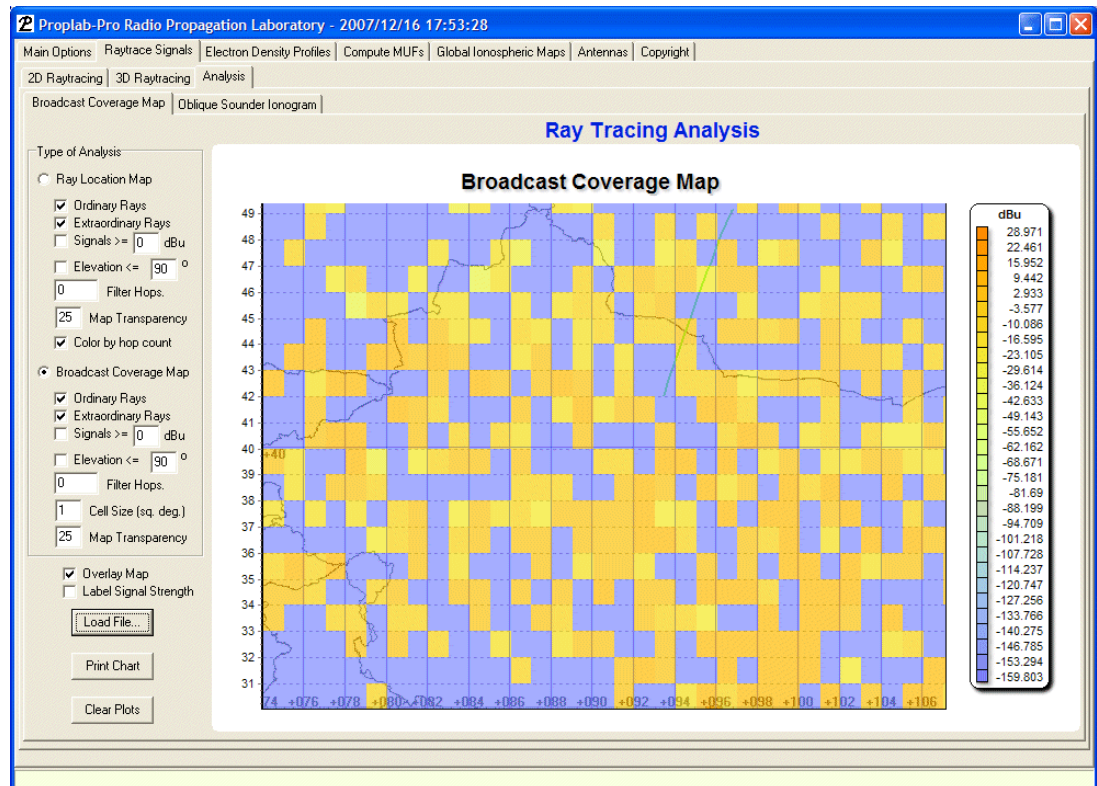 Proplab-Pro Radio Propagation Laboratory - 2007/12/16 17:53:28
Main Options Raytrace Signals Electron Density Profiles Compute MUFs Global Ionospheric Maps Antennas Copyright
2D Raytracing 3D Raytracing Analysis
Broadcast Coverage Map Oblique Sounder Ionogram
Ray Tracing Analysis
Type of Analysis
Ray Location Map
Ordinary Rays
Extraordinary Rays
Signals >= 0 dBu
Elevation <= 90 º
0 Filter Hops.
25 Map Transparency
Color by hop count
Broadcast Coverage Map
Ordinary Rays
Extraordinary Rays
Signals >= 0 dBu
Elevation <= 90 º
0 Filter Hops.
1 Cell Size (sq. deg.)
25 Map Transparency
Overlay Map
Label Signal Strength
Load File...
Print Chart
Clear Plots
Broadcast Coverage Map
49
48
47
46
45
44
43
42
41
40
39
38
37
36
35
34
33
32
31
+40
74 +076 +078 +080 +082 +084 +086 +088 +090 +092 +094 +096 +098 +100 +102 +104 +106
dBu
28.971
22.461
15.952
9.442
2.933
-3.577
-10.086
-16.595
-23.105
-29.614
-36.124
-42.633
-49.143
-55.652
-62.162
-68.671
-75.181
-81.69
-88.199
-94.709
-101.218
-107.728
-114.237
-120.747
-127.256
-133.766
-140.275
-146.785
-153.294
-159.803